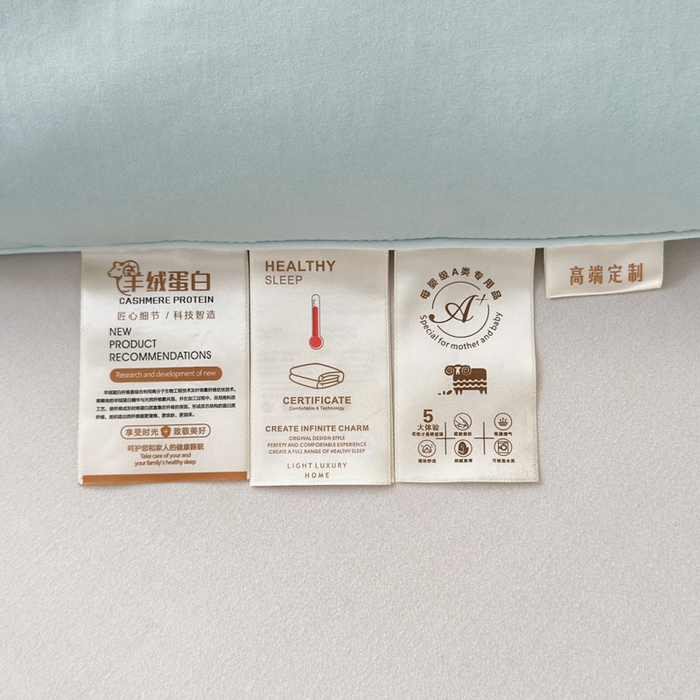 羊绒蛋白
CASHMERE PROTEIN
匠心细节 / 科技智造
NEW
PRODUCT
RECOMMENDATIONS
Research and development of new
享受时光 致敬美好
呵护您和家人的健康睡眠
Take care of your and
your family's healthy sleep
HEALTHY
SLEEP
CERTIFICATE
Comfortable & Technology
CREATE INFINITE CHARM
ORIGINAL DESIGN STYLE
PERFETY AND COMFORTABLE EXPERIENCE
CREATE A FULL RANGE OF HEALTHY SLEEP
LIGHT LUXURY
HOME
母婴级A类专用品
A+
Special for mother and baby
5
大体验
高端定制